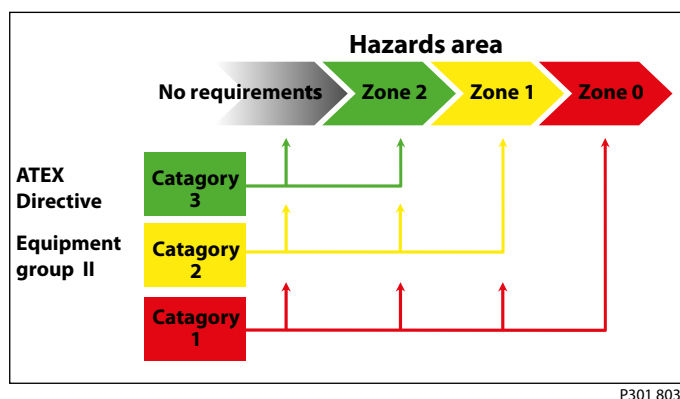 Hazards area
No requirements
Zone 2
Zone 1
Zone 0
ATEX
Directive
Catagory
3
Equipment
group II
Catagory
2
Catagory
1
P301 803